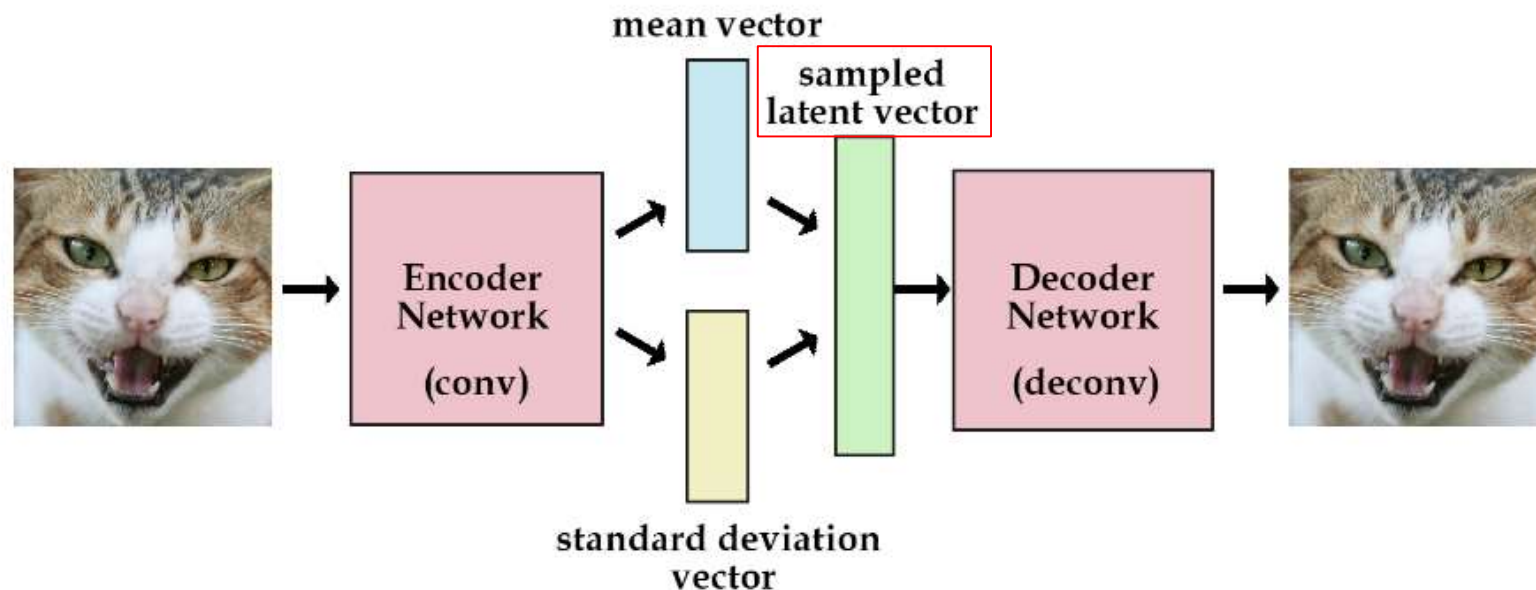 mean vector
sampled
latent vector
Encoder
Network
(conv)
Decoder
Network
(deconv)
standard deviation
vector